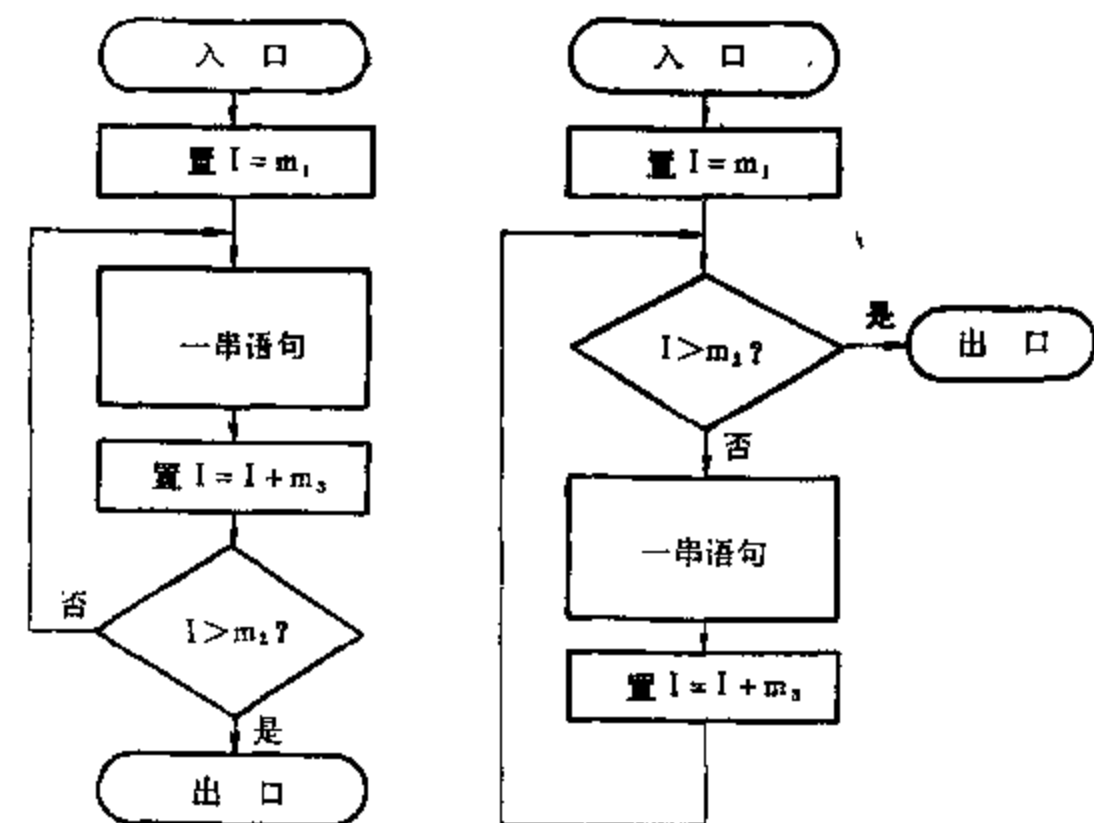 入 口
置 I = m₁
一串语句
置 I = I + m₃
否
I > m₂ ?
是
出 口
入 口
置 I = m₁
I > m₂ ?
是
出 口
否
一串语句
置 I = I + m₃